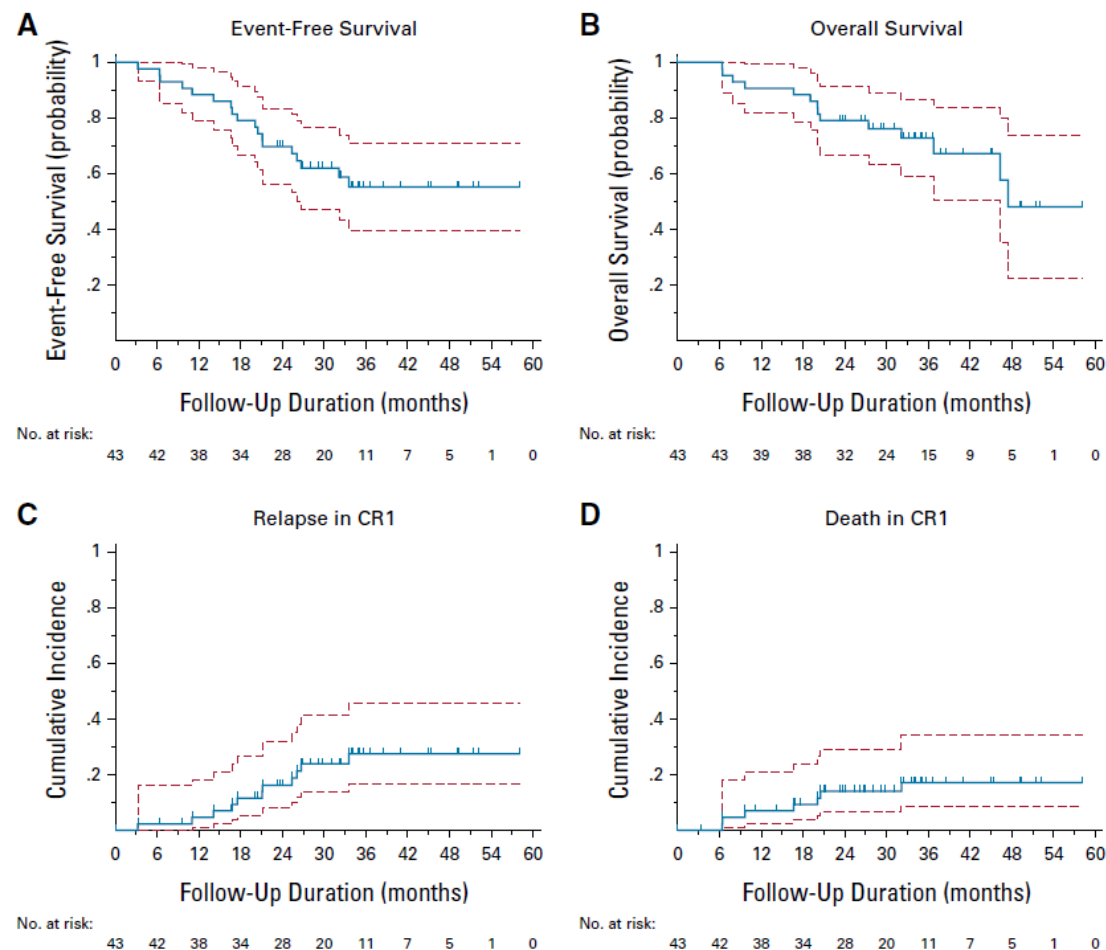 A
Event-Free Survival
Event-Free Survival (probability)
1
.8
.6
.4
.2
0 6 12 18 24 30 36 42 48 54 60
Follow-Up Duration (months)
No. at risk:
43 42 38 34 28 20 11 7 5 1 0
B
Overall Survival
Overall Survival (probability)
1
.8
.6
.4
.2
0 6 12 18 24 30 36 42 48 54 60
Follow-Up Duration (months)
No. at risk:
43 43 39 38 32 24 15 9 5 1 0
C
Relapse in CR1
Cumulative Incidence
1
.8
.6
.4
.2
0 6 12 18 24 30 36 42 48 54 60
Follow-Up Duration (months)
No. at risk:
43 42 38 34 28 20 11 7 5 1 0
D
Death in CR1
Cumulative Incidence
1
.8
.6
.4
.2
0 6 12 18 24 30 36 42 48 54 60
Follow-Up Duration (months)
No. at risk:
43 42 38 34 28 20 11 7 5 1 0